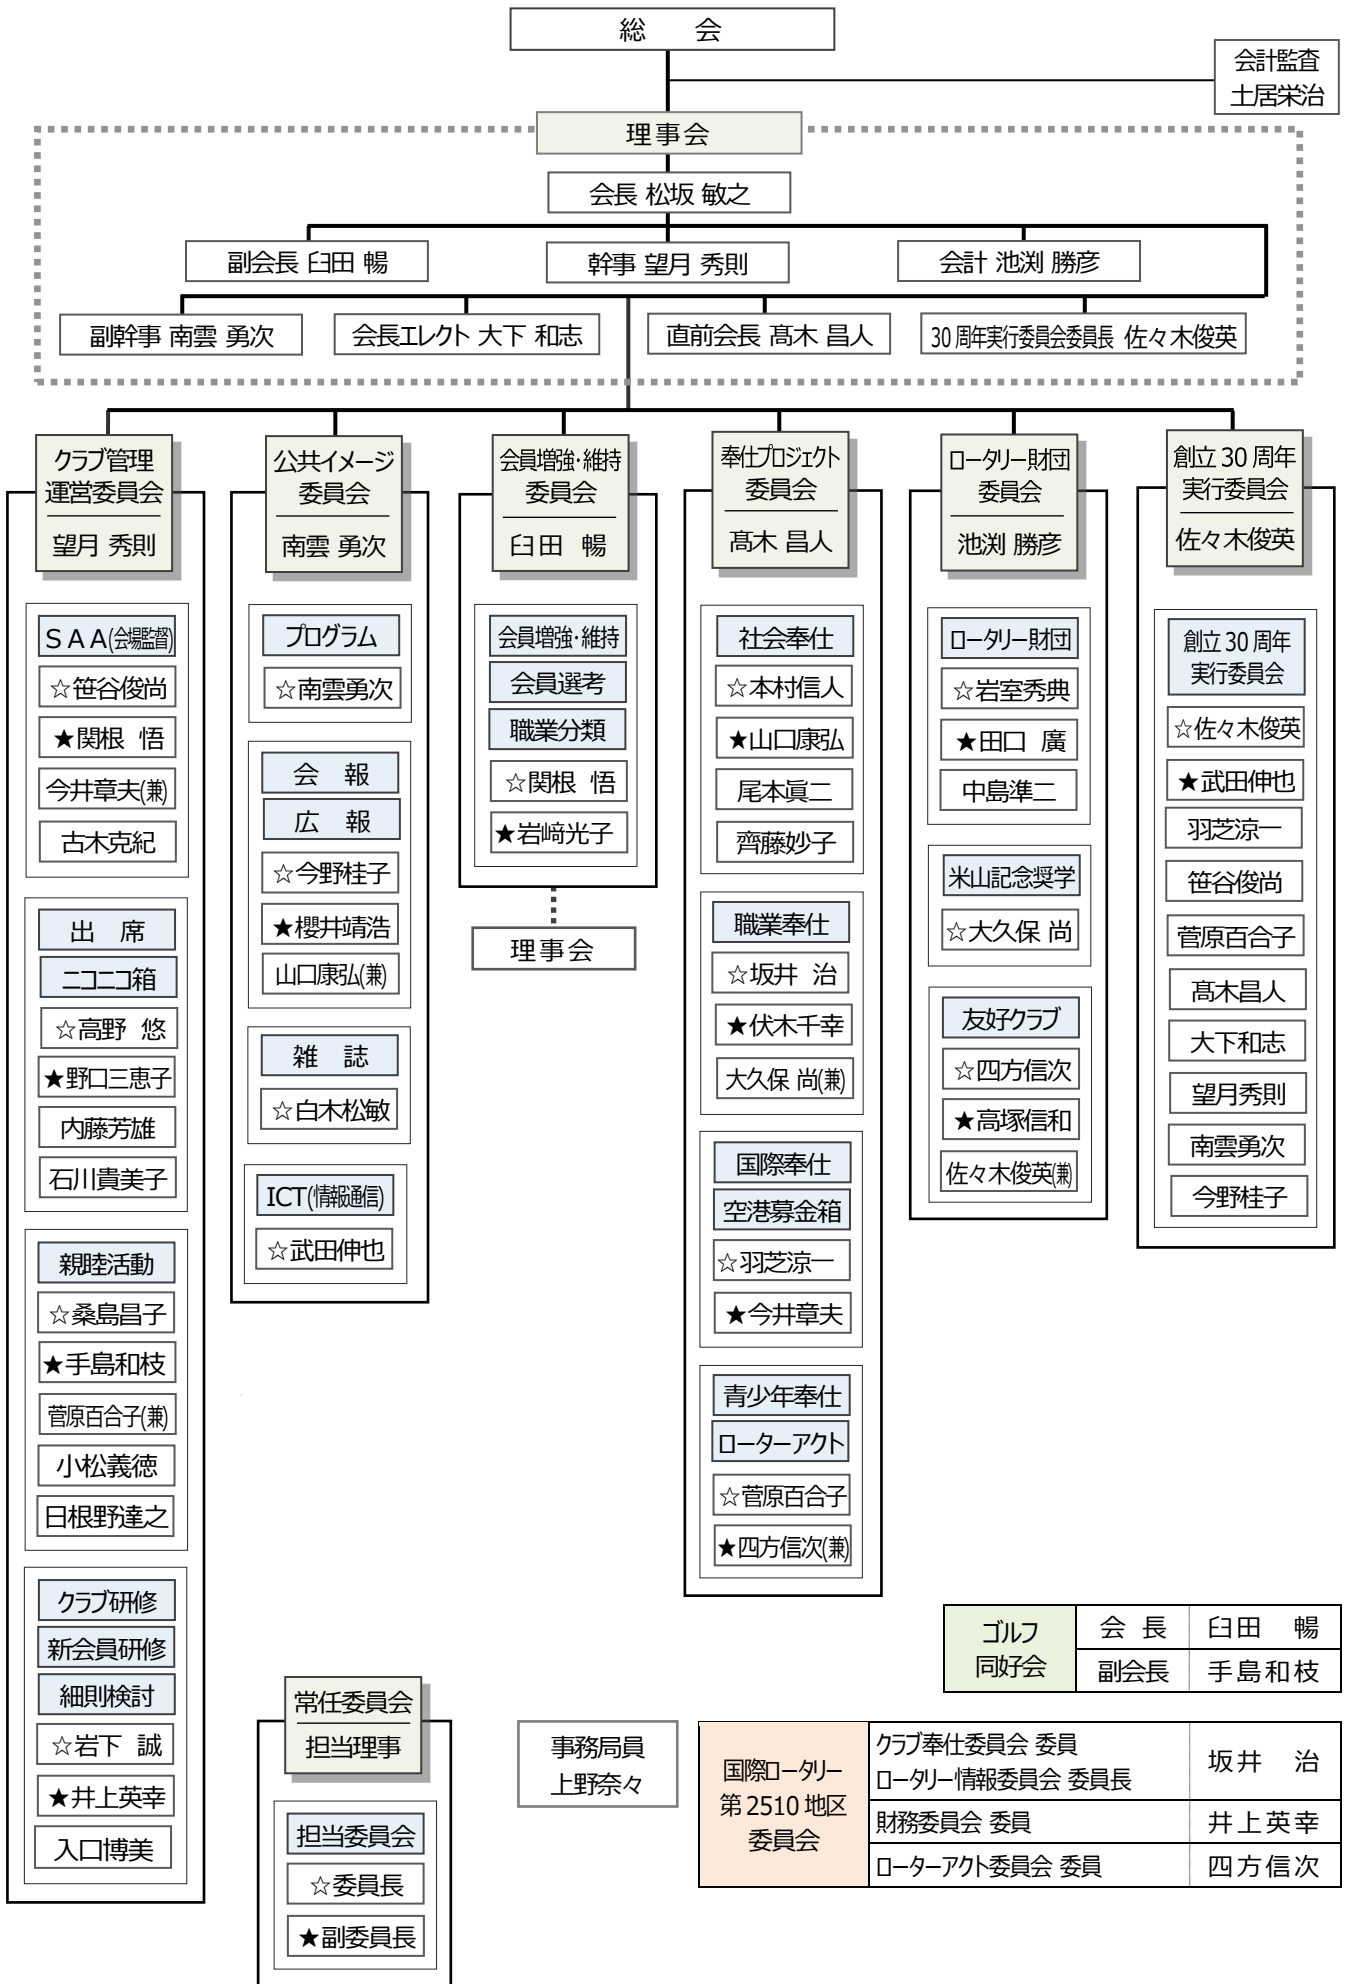 総　会
会計監査
土居栄治
理事会
会長 松坂 敏之
副会長 臼田 暢
幹事 望月 秀則
会計 池渕 勝彦
副幹事 南雲 勇次
会長エレクト 大下 和志
直前会長 髙木 昌人
30周年実行委員会委員長 佐々木俊英
クラブ管理
運営委員会
望月 秀則
ＳＡＡ(会場監督)
☆笹谷俊尚
★関根 悟
今井章夫(兼)
古木克紀
出 席
ニコニコ箱
☆高野 悠
★野口三恵子
内藤芳雄
石川貴美子
親睦活動
☆桑島昌子
★手島和枝
菅原百合子(兼)
小松義徳
日根野達之
クラブ研修
新会員研修
細則検討
☆岩下 誠
★井上英幸
入口博美
公共イメージ
委員会
南雲 勇次
プログラム
☆南雲勇次
会 報
広 報
☆今野桂子
★櫻井靖浩
山口康弘(兼)
雑 誌
☆白木松敏
ICT(情報通信)
☆武田伸也
会員増強・維持
委員会
臼田 暢
会員増強・維持
会員選考
職業分類
☆関根 悟
★岩﨑光子
理事会
奉仕プロジェクト
委員会
髙木 昌人
社会奉仕
☆本村信人
★山口康弘
尾本眞二
齊藤妙子
職業奉仕
☆坂井 治
★伏木千幸
大久保 尚(兼)
国際奉仕
空港募金箱
☆羽芝涼一
★今井章夫
青少年奉仕
ローターアクト
☆菅原百合子
★四方信次(兼)
ロータリー財団
委員会
池渕 勝彦
ロータリー財団
☆岩室秀典
★田口 廣
中島準二
米山記念奨学
☆大久保 尚
友好クラブ
☆四方信次
★高塚信和
佐々木俊英(兼)
創立30周年
実行委員会
佐々木俊英
創立30周年
実行委員会
☆佐々木俊英
★武田伸也
羽芝涼一
笹谷俊尚
菅原百合子
髙木昌人
大下和志
望月秀則
南雲勇次
今野桂子
常任委員会
担当理事
担当委員会
☆委員長
★副委員長
事務局員
上野奈々
ゴルフ
同好会
会 長 臼田 暢
副会長 手島和枝
国際ロータリー
第2510地区
委員会
クラブ奉仕委員会 委員
ロータリー情報委員会 委員長
坂井 治
財務委員会 委員 井上英幸
ローターアクト委員会 委員 四方信次